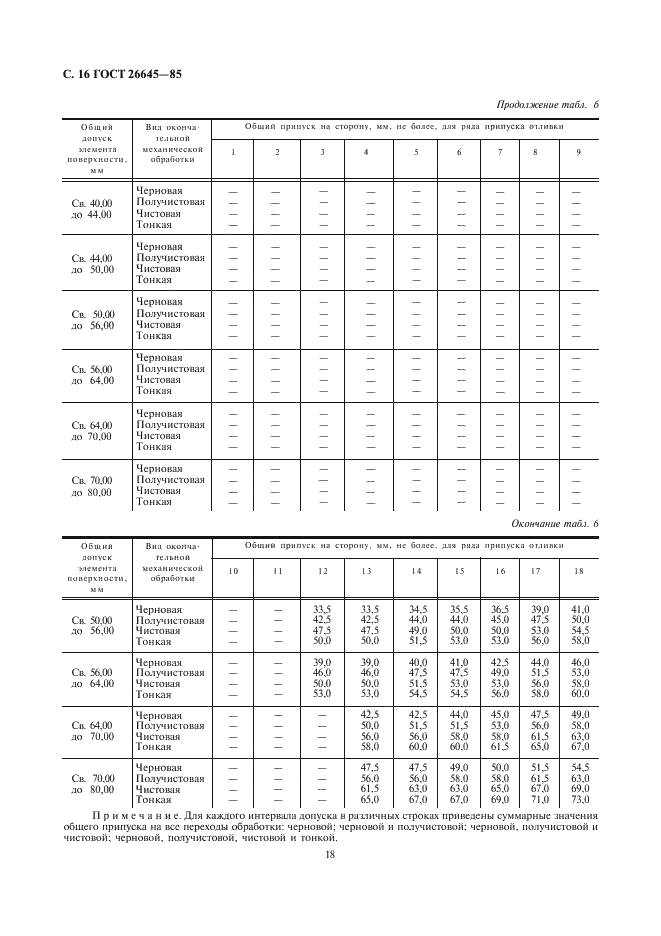 С. 16 ГОСТ 26645—85
Продолжение табл. 6
Общий допуск элемента поверхности, мм | Вид окончательной механической обработки | Общий припуск на сторону, мм, не более, для ряда припуска отливки
1 2 3 4 5 6 7 8 9
Св. 40,00 до 44,00
Черновая — — — — — — — — —
Получистовая — — — — — — — — —
Чистовая — — — — — — — — —
Тонкая — — — — — — — — —
Св. 44,00 до 50,00
Черновая — — — — — — — — —
Получистовая — — — — — — — — —
Чистовая — — — — — — — — —
Тонкая — — — — — — — — —
Св. 50,00 до 56,00
Черновая — — — — — — — — —
Получистовая — — — — — — — — —
Чистовая — — — — — — — — —
Тонкая — — — — — — — — —
Св. 56,00 до 64,00
Черновая — — — — — — — — —
Получистовая — — — — — — — — —
Чистовая — — — — — — — — —
Тонкая — — — — — — — — —
Св. 64,00 до 70,00
Черновая — — — — — — — — —
Получистовая — — — — — — — — —
Чистовая — — — — — — — — —
Тонкая — — — — — — — — —
Св. 70,00 до 80,00
Черновая — — — — — — — — —
Получистовая — — — — — — — — —
Чистовая — — — — — — — — —
Тонкая — — — — — — — — —
Окончание табл. 6
Общий допуск элемента поверхности, мм | Вид окончательной механической обработки | Общий припуск на сторону, мм, не более, для ряда припуска отливки
10 11 12 13 14 15 16 17 18
Св. 50,00 до 56,00
Черновая — — 33,5 33,5 34,5 35,5 36,5 39,0 41,0
Получистовая — — 42,5 42,5 44,0 44,0 45,0 47,5 50,0
Чистовая — — 47,5 47,5 49,0 50,0 50,0 53,0 54,5
Тонкая — — 50,0 50,0 51,5 53,0 53,0 56,0 58,0
Св. 56,00 до 64,00
Черновая — — 39,0 39,0 40,0 41,0 42,5 44,0 46,0
Получистовая — — 46,0 46,0 47,5 47,5 49,0 51,5 53,0
Чистовая — — 50,0 50,0 51,5 53,0 53,0 56,0 58,0
Тонкая — — 53,0 53,0 54,5 54,5 56,0 58,0 60,0
Св. 64,00 до 70,00
Черновая — — — 42,5 42,5 44,0 45,0 47,5 49,0
Получистовая — — — 50,0 51,5 51,5 53,0 56,0 58,0
Чистовая — — — 56,0 56,0 58,0 58,0 61,5 63,0
Тонкая — — — 58,0 60,0 60,0 61,5 65,0 67,0
Св. 70,00 до 80,00
Черновая — — — 47,5 47,5 49,0 50,0 51,5 54,5
Получистовая — — — 56,0 56,0 58,0 58,0 61,5 63,0
Чистовая — — — 61,5 63,0 63,0 65,0 67,0 69,0
Тонкая — — — 65,0 67,0 67,0 69,0 71,0 73,0
Примечание. Для каждого интервала допуска в различных строках приведены суммарные значения
общего припуска на все переходы обработки: черновой; черновой и получистовой; черновой, получистовой и
чистовой; черновой, получистовой, чистовой и тонкой.
18